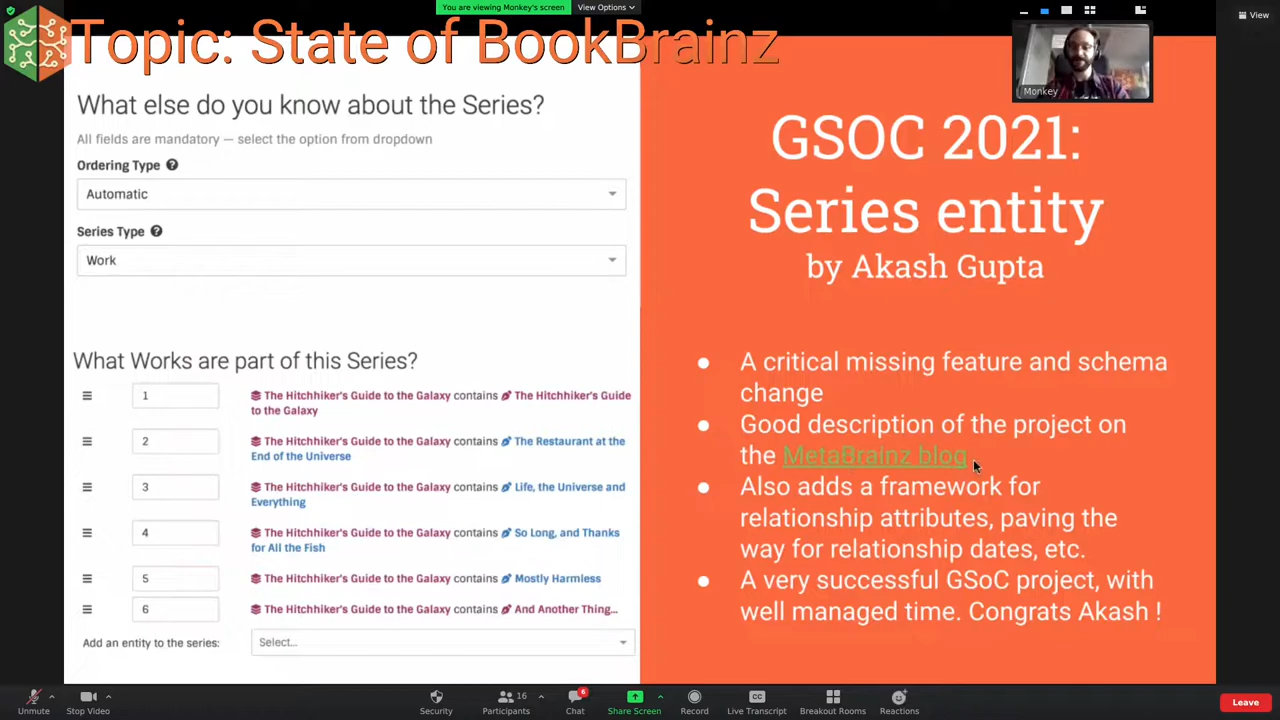 You are viewing Monkey's screen
View Options
View
Topic: State of BookBrainz
Monkey
What else do you know about the Series?
All fields are mandatory — select the option from dropdown
Ordering Type
Automatic
Series Type
Work
What Works are part of this Series?
1 The Hitchhiker's Guide to the Galaxy contains The Hitchhiker's Guide
to the Galaxy
2 The Hitchhiker's Guide to the Galaxy contains The Restaurant at the
End of the Universe
3 The Hitchhiker's Guide to the Galaxy contains Life, the Universe and
Everything
4 The Hitchhiker's Guide to the Galaxy contains So Long, and Thanks
for All the Fish
5 The Hitchhiker's Guide to the Galaxy contains Mostly Harmless
6 The Hitchhiker's Guide to the Galaxy contains And Another Thing...
Add an entity to the series: Select...
GSOC 2021:
Series entity
by Akash Gupta
● A critical missing feature and schema
change
● Good description of the project on
the MetaBrainz blog
● Also adds a framework for
relationship attributes, paving the
way for relationship dates, etc.
● A very successful GSoC project, with
well managed time. Congrats Akash !
Unmute
Stop Video
Security
16
Participants
6
Chat
Share Screen
Record
CC
Live Transcript
Breakout Rooms
Reactions
Leave